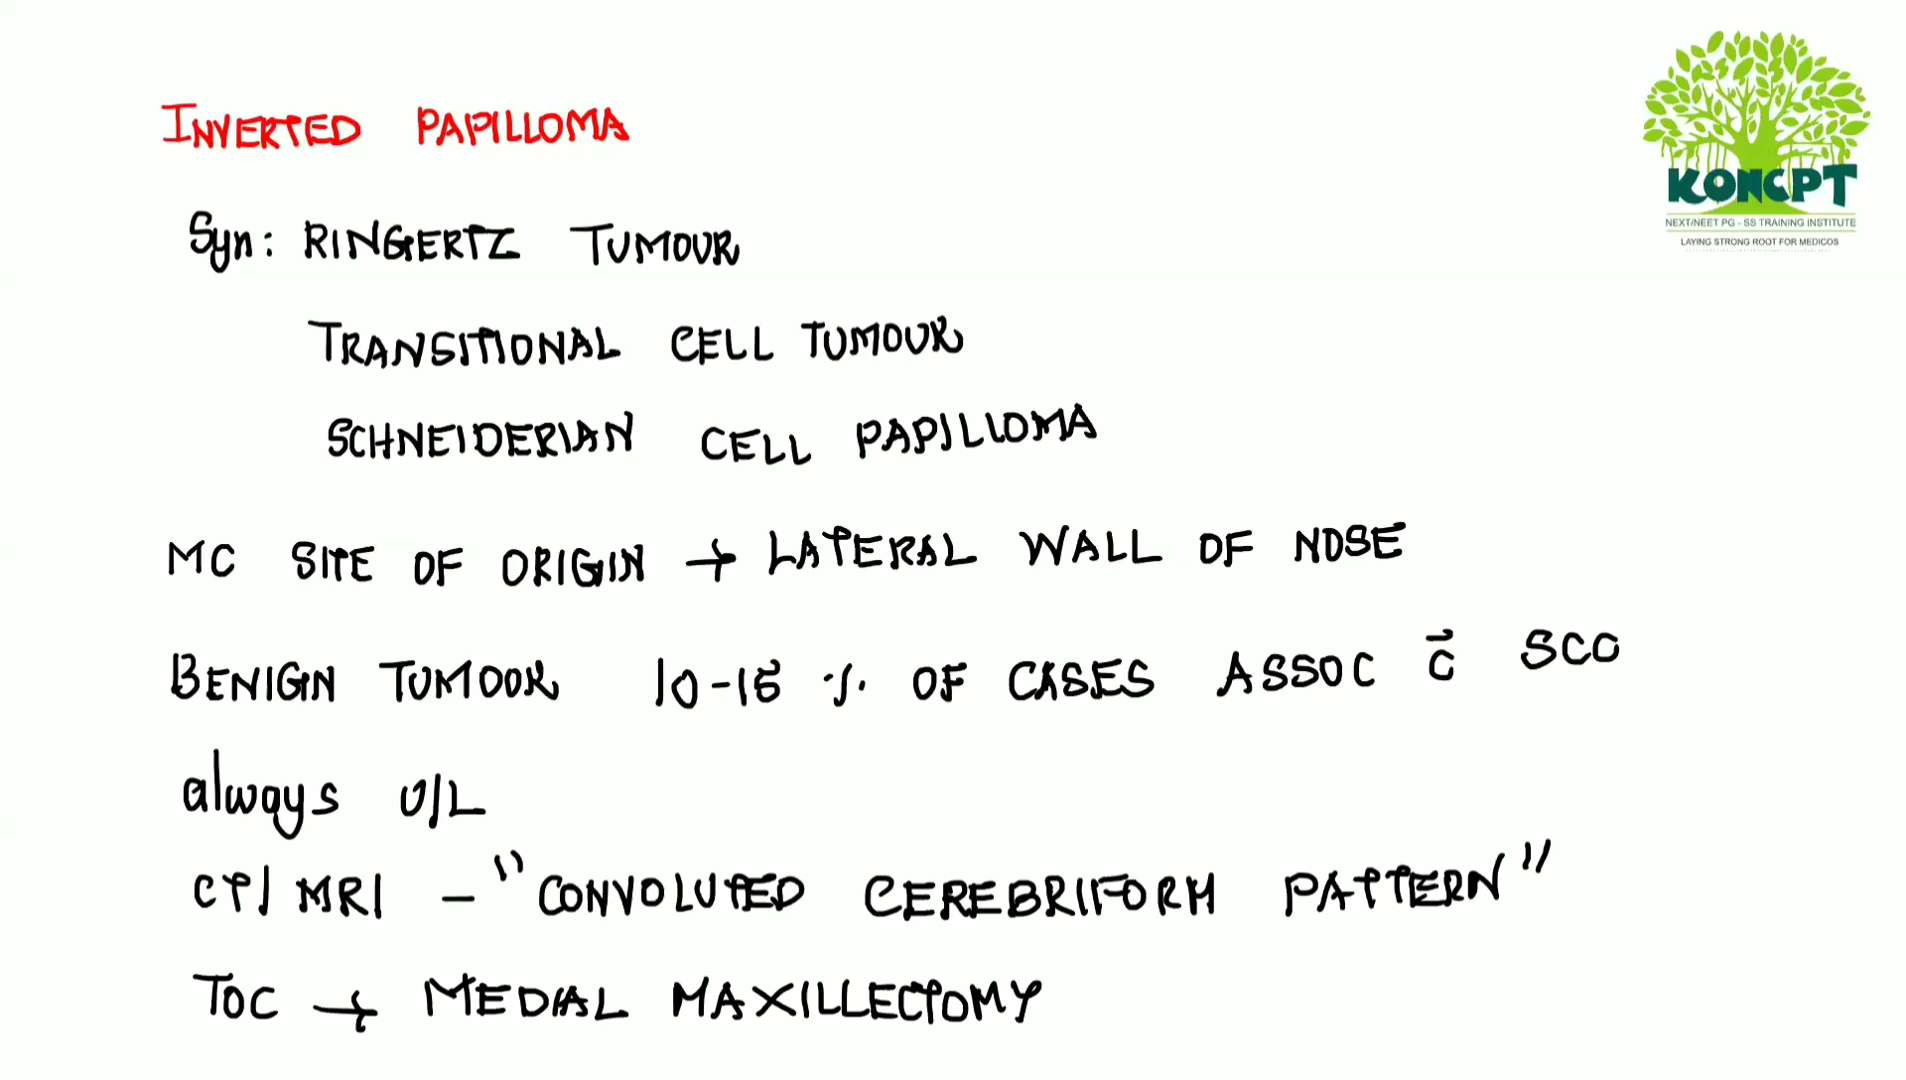 INVERTED PAPILLOMA
KONCPT
NEXT/NEET PG - SS TRAINING INSTITUTE
LAYING STRONG ROOT FOR MEDICOS
Syn: RINGERTZ TUMOUR
TRANSITIONAL CELL TUMOUR
SCHNEIDERIAN CELL PAPILLOMA
MC SITE OF ORIGIN → LATERAL WALL OF NOSE
BENIGN TUMOUR 10-15 % OF CASES ASSOC c̄ SCC
always U/L
CT/MRI - "CONVOLUTED CEREBRIFORM PATTERN"
TOC → MEDIAL MAXILLECTOMY